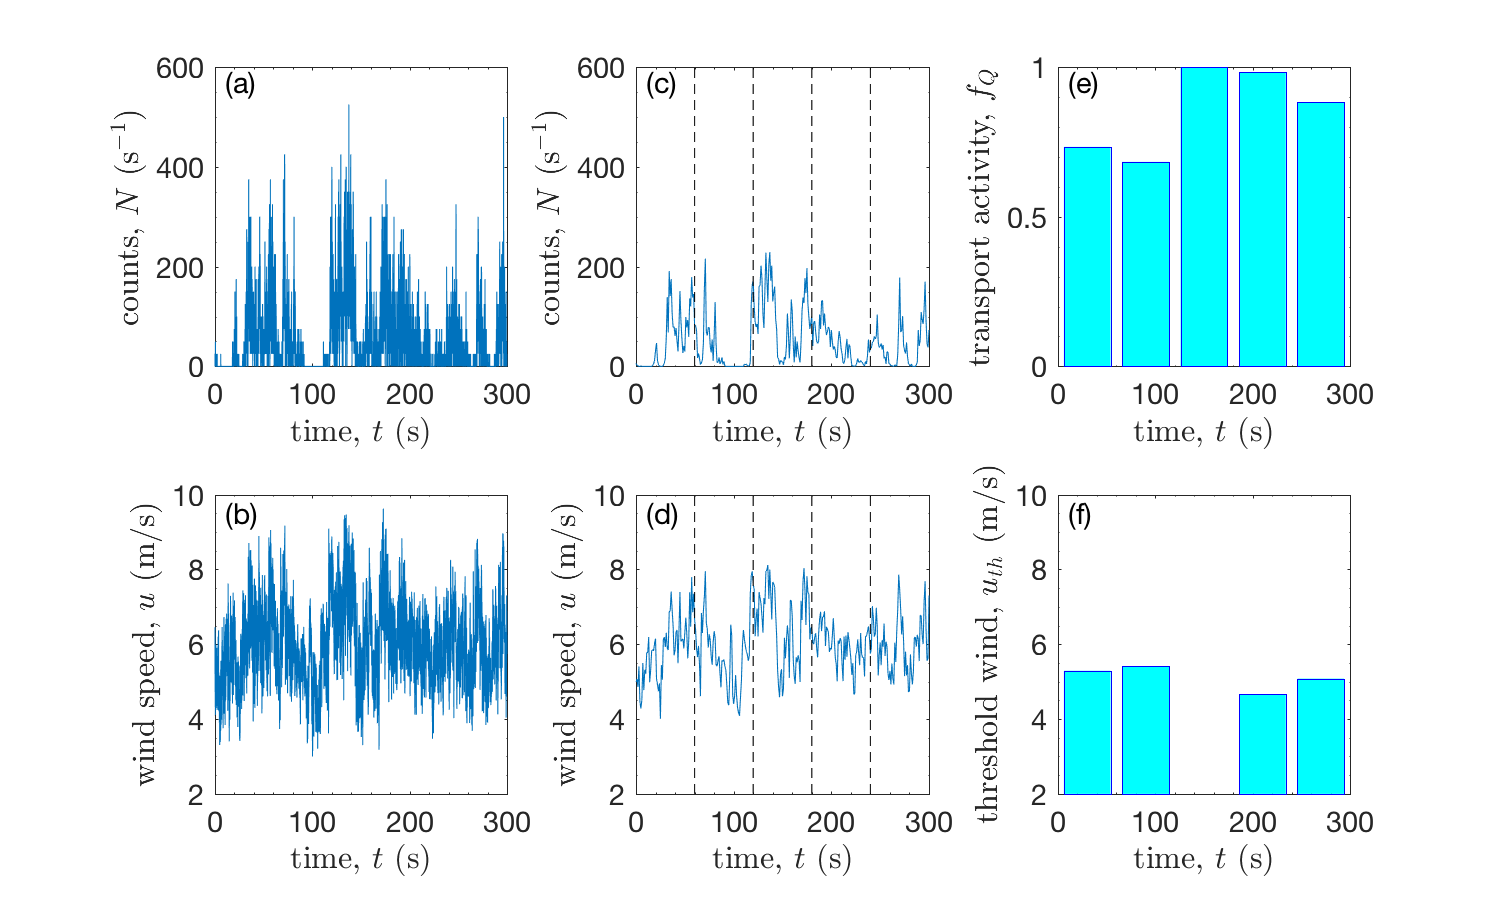 (a)
600
400
200
0
counts, N (s⁻¹)
0 100 200 300
time, t (s)
(c)
600
400
200
0
counts, N (s⁻¹)
0 100 200 300
time, t (s)
(e)
1
0.5
0
transport activity, f_Q
0 100 200 300
time, t (s)
(b)
10
8
6
4
2
wind speed, u (m/s)
0 100 200 300
time, t (s)
(d)
10
8
6
4
2
wind speed, u (m/s)
0 100 200 300
time, t (s)
(f)
10
8
6
4
2
threshold wind, u_th (m/s)
0 100 200 300
time, t (s)